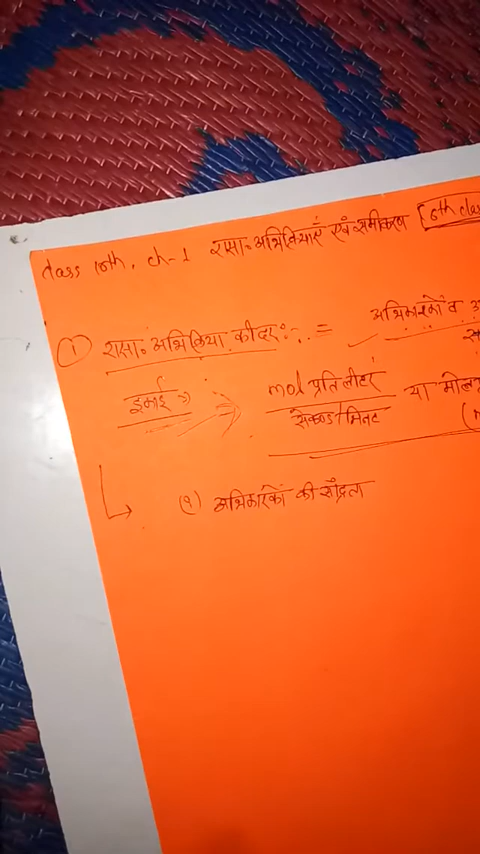 class 10th, ch-1 रासा० अभिक्रियाएँ एवं समीकरण
① रासा० अभिक्रिया की दर :- = अभिकारकों व
इकाई => mol प्रति लीटर या
सेकण्ड/मिनट
(१) अभिकारकों की सांद्रता